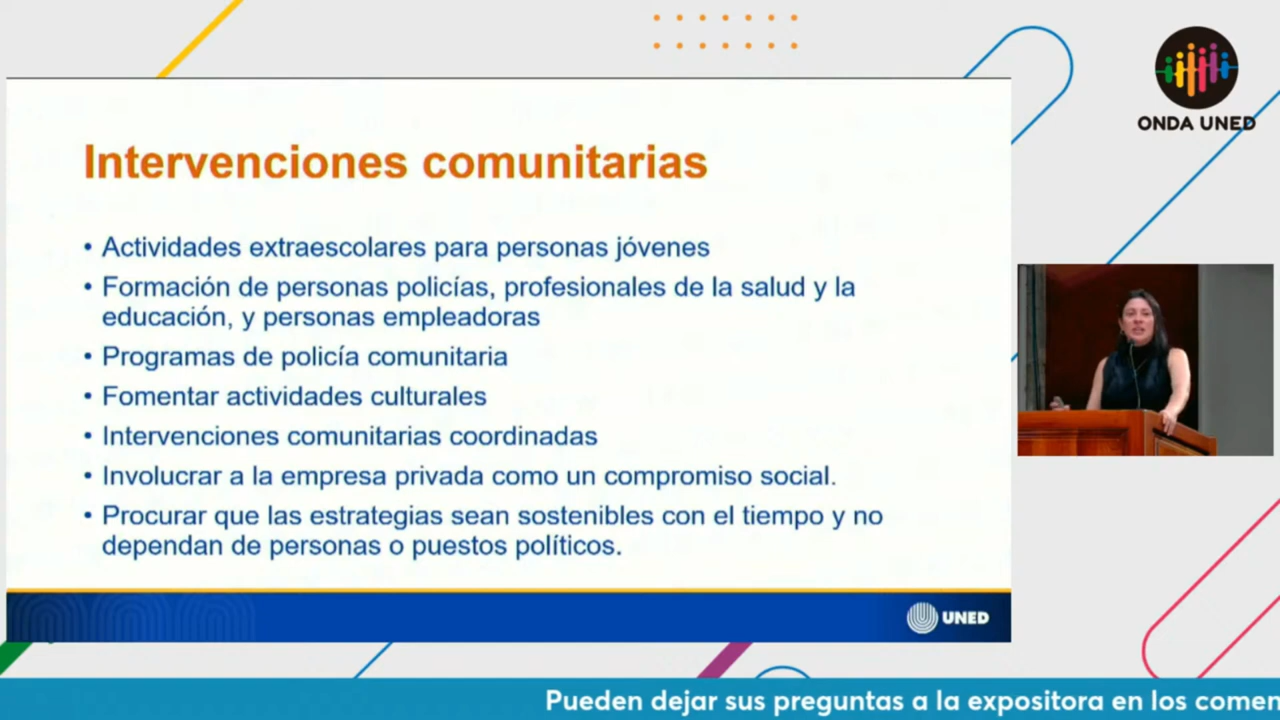 ONDA UNED
Intervenciones comunitarias
• Actividades extraescolares para personas jóvenes
• Formación de personas policías, profesionales de la salud y la
educación, y personas empleadoras
• Programas de policía comunitaria
• Fomentar actividades culturales
• Intervenciones comunitarias coordinadas
• Involucrar a la empresa privada como un compromiso social.
• Procurar que las estrategias sean sostenibles con el tiempo y no
dependan de personas o puestos políticos.
UNED
Pueden dejar sus preguntas a la expositora en los comen